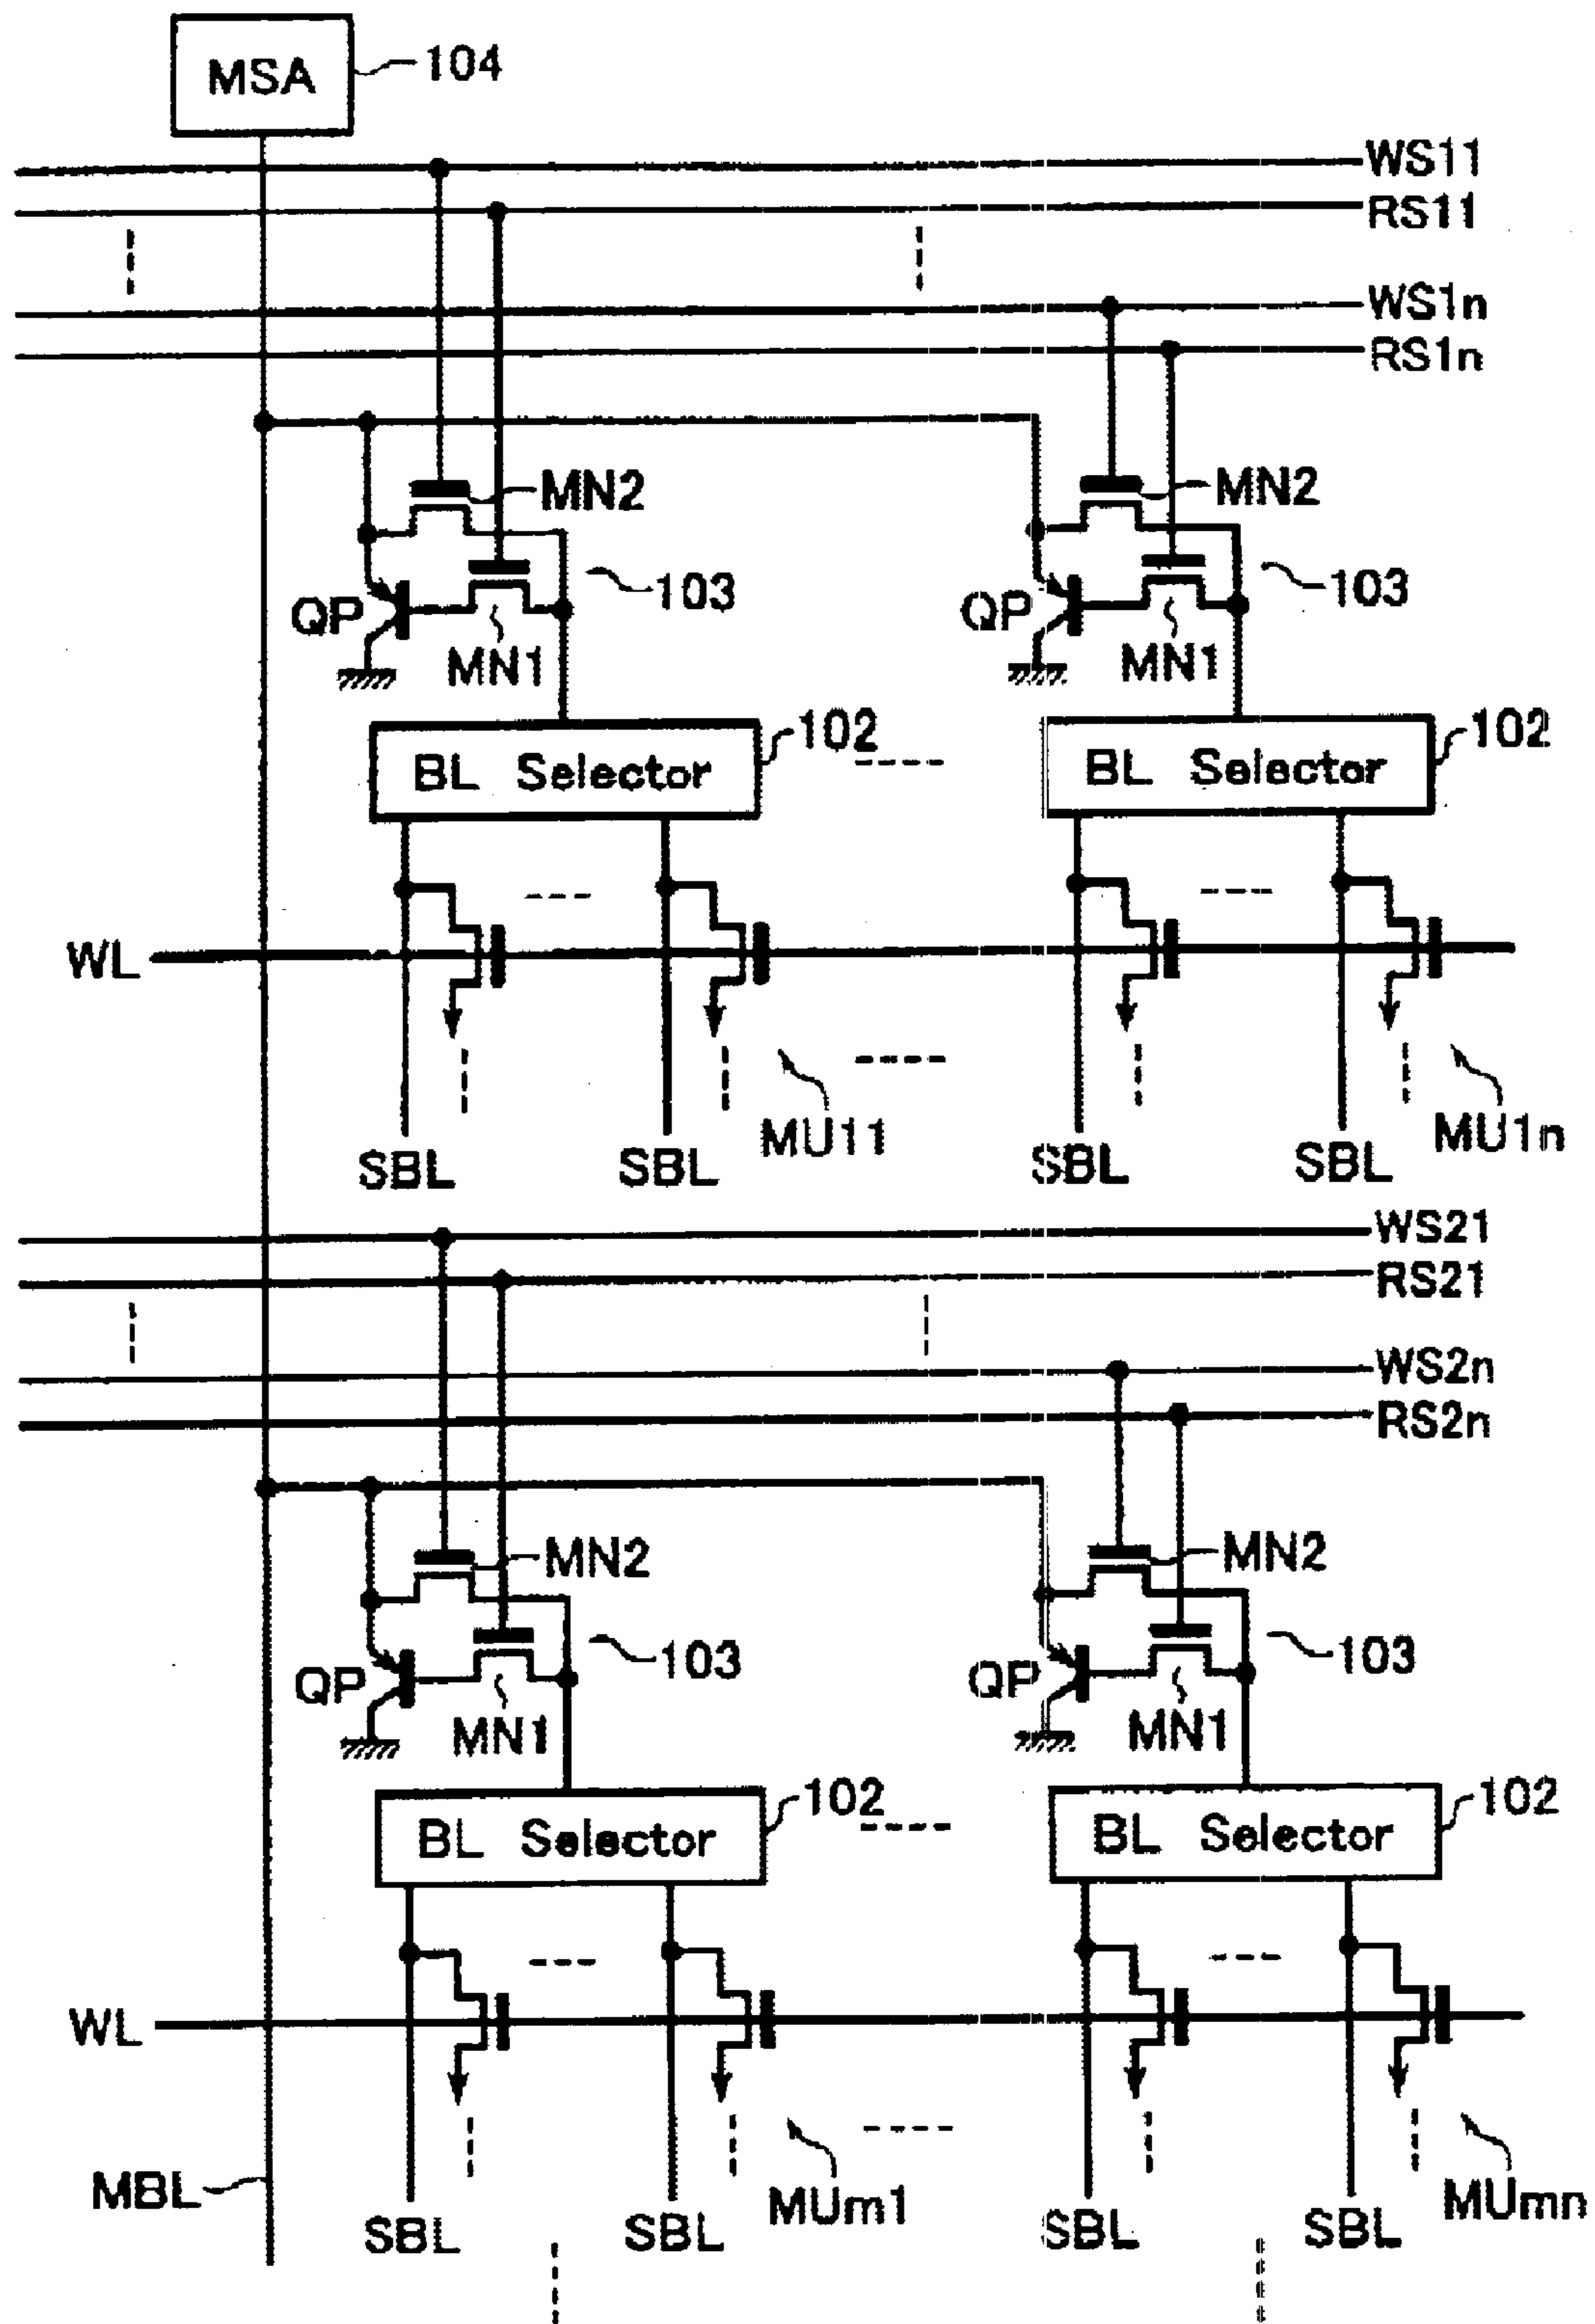 MSA 104
WS11
RS11
WS1n
RS1n
MN2 MN2
103 103
QP QP
MN1 MN1
102 102
BL Selector BL Selector
WL
MU11 MU1n
SBL SBL SBL SBL
WS21
RS21
WS2n
RS2n
MN2 MN2
103 103
QP QP
MN1 MN1
102 102
BL Selector BL Selector
WL
MBL MUm1 MUmn
SBL SBL SBL SBL